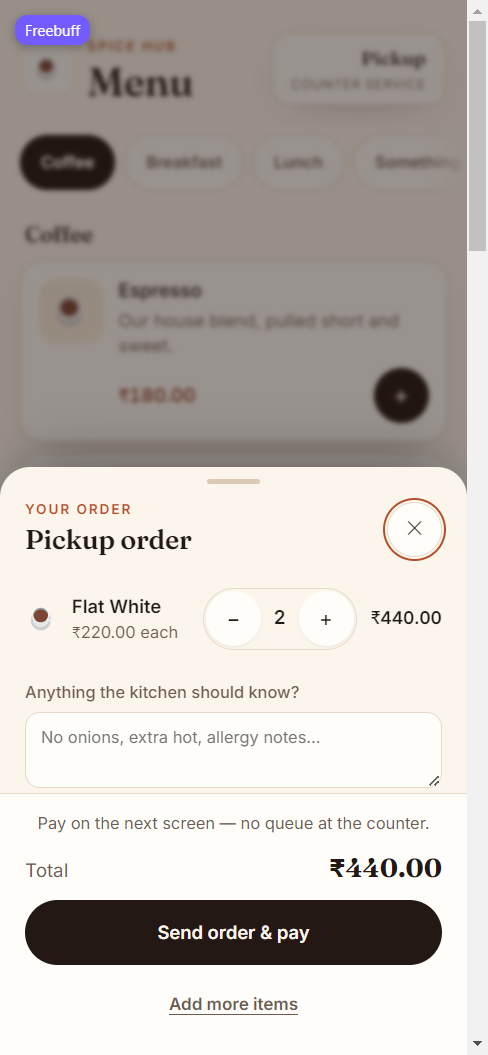 Freebuff
SPICE HUB
Menu
Pickup
COUNTER SERVICE
Coffee
Breakfast
Lunch
Something
Coffee
Espresso
Our house blend, pulled short and
sweet.
₹180.00
+
YOUR ORDER
Pickup order
Flat White
₹220.00 each
− 2 +
₹440.00
Anything the kitchen should know?
No onions, extra hot, allergy notes...
Pay on the next screen — no queue at the counter.
Total
₹440.00
Send order & pay
Add more items